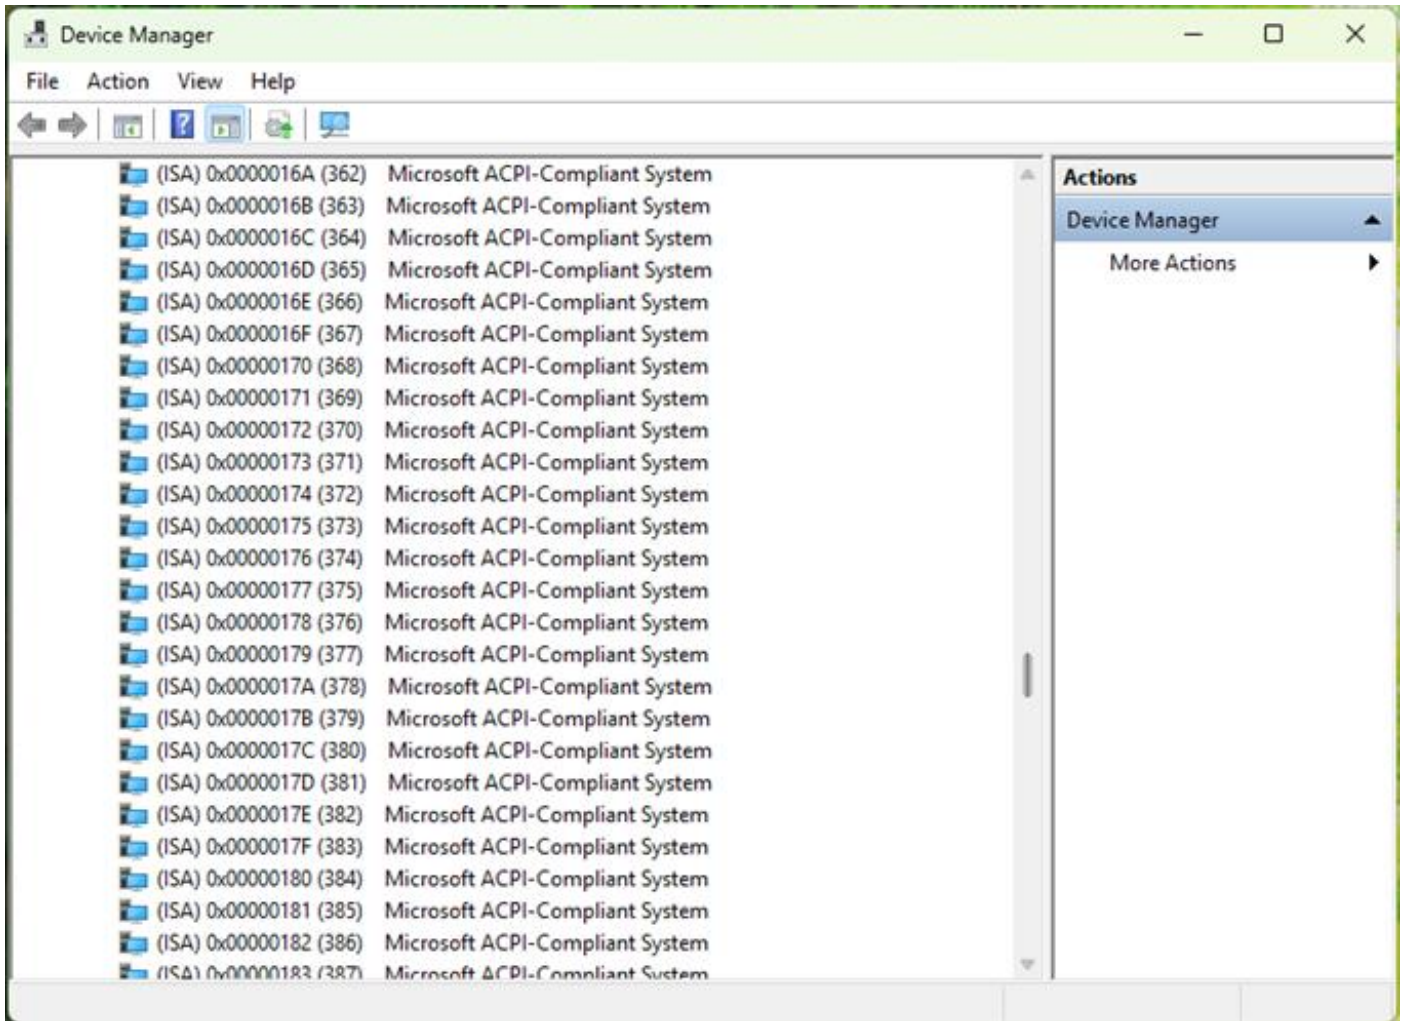 Device Manager
File Action View Help
(ISA) 0x0000016A (362) Microsoft ACPI-Compliant System
(ISA) 0x0000016B (363) Microsoft ACPI-Compliant System
(ISA) 0x0000016C (364) Microsoft ACPI-Compliant System
(ISA) 0x0000016D (365) Microsoft ACPI-Compliant System
(ISA) 0x0000016E (366) Microsoft ACPI-Compliant System
(ISA) 0x0000016F (367) Microsoft ACPI-Compliant System
(ISA) 0x00000170 (368) Microsoft ACPI-Compliant System
(ISA) 0x00000171 (369) Microsoft ACPI-Compliant System
(ISA) 0x00000172 (370) Microsoft ACPI-Compliant System
(ISA) 0x00000173 (371) Microsoft ACPI-Compliant System
(ISA) 0x00000174 (372) Microsoft ACPI-Compliant System
(ISA) 0x00000175 (373) Microsoft ACPI-Compliant System
(ISA) 0x00000176 (374) Microsoft ACPI-Compliant System
(ISA) 0x00000177 (375) Microsoft ACPI-Compliant System
(ISA) 0x00000178 (376) Microsoft ACPI-Compliant System
(ISA) 0x00000179 (377) Microsoft ACPI-Compliant System
(ISA) 0x0000017A (378) Microsoft ACPI-Compliant System
(ISA) 0x0000017B (379) Microsoft ACPI-Compliant System
(ISA) 0x0000017C (380) Microsoft ACPI-Compliant System
(ISA) 0x0000017D (381) Microsoft ACPI-Compliant System
(ISA) 0x0000017E (382) Microsoft ACPI-Compliant System
(ISA) 0x0000017F (383) Microsoft ACPI-Compliant System
(ISA) 0x00000180 (384) Microsoft ACPI-Compliant System
(ISA) 0x00000181 (385) Microsoft ACPI-Compliant System
(ISA) 0x00000182 (386) Microsoft ACPI-Compliant System
(ISA) 0x00000183 (387) Microsoft ACPI-Compliant System
Actions
Device Manager
More Actions